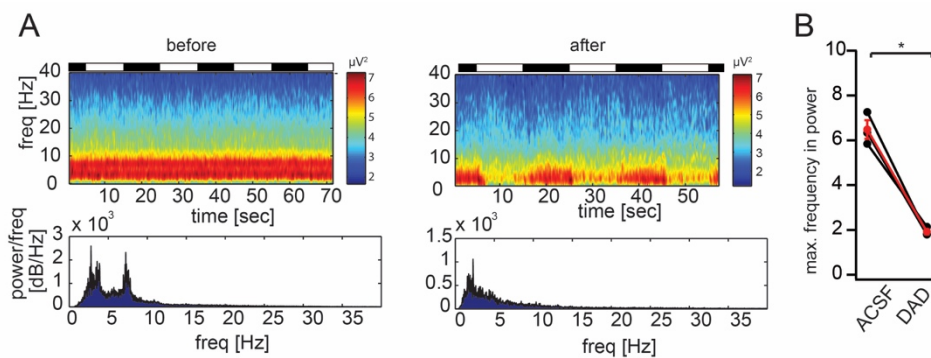 A
before
after
B
µV²
µV²
40
30
20
10
0
freq [Hz]
7
6
5
4
3
2
10 20 30 40 50 60 70
time [sec]
40
30
20
10
0
7
6
5
4
3
2
10 20 30 40 50
time [sec]
x 10³
3
2
1
0
power/freq
[dB/Hz]
0 5 10 15 20 25 30 35
freq [Hz]
x 10³
1.5
1
0.5
0
0 5 10 15 20 25 30 35
freq [Hz]
*
10
8
6
4
2
0
max. frequency in power
ACSF
DAD